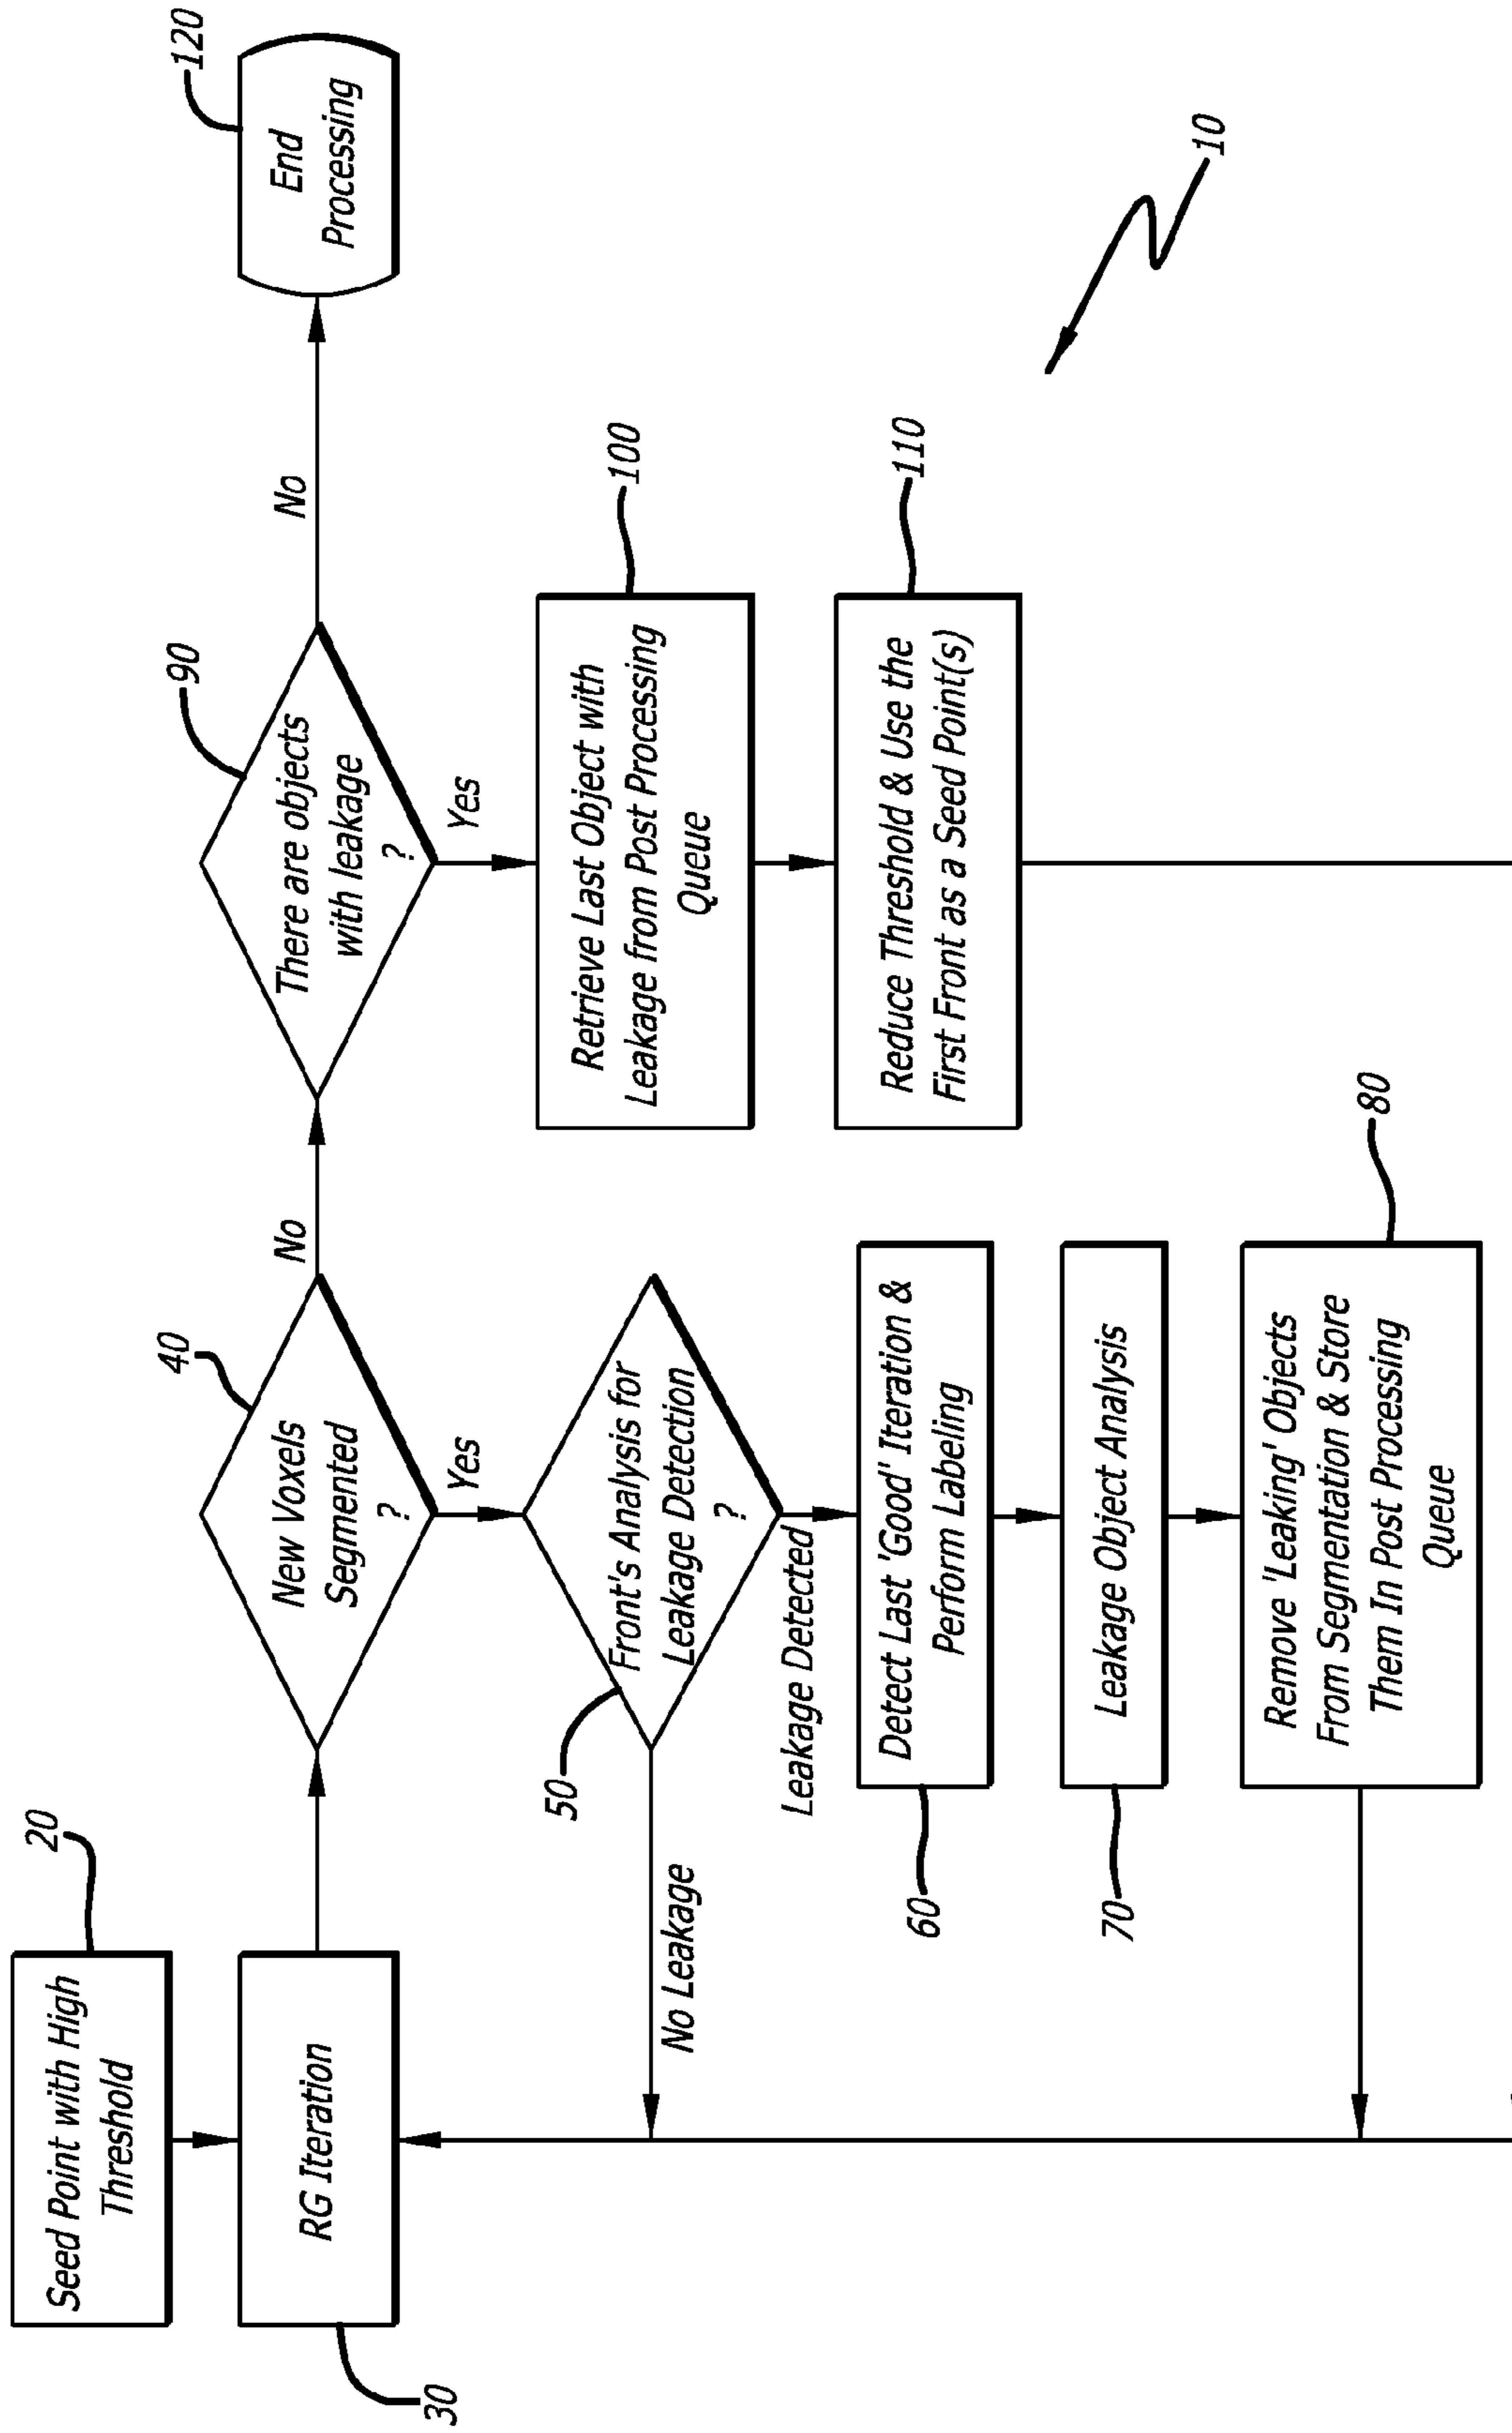 20
Seed Point with High
Threshold
RG Iteration
30
40
New Voxels
Segmented
?
No
Yes
50
Front's Analysis for
Leakage Detection
?
No Leakage
Leakage Detected
60
Detect Last 'Good' Iteration &
Perform Labeling
70
Leakage Object Analysis
80
Remove 'Leaking' Objects
From Segmentation & Store
Them In Post Processing
Queue
90
There are objects
with leakage
?
No
Yes
100
Retrieve Last Object with
Leakage from Post Processing
Queue
110
Reduce Threshold & Use the
First Front as a Seed Point(s)
120
End
Processing
10